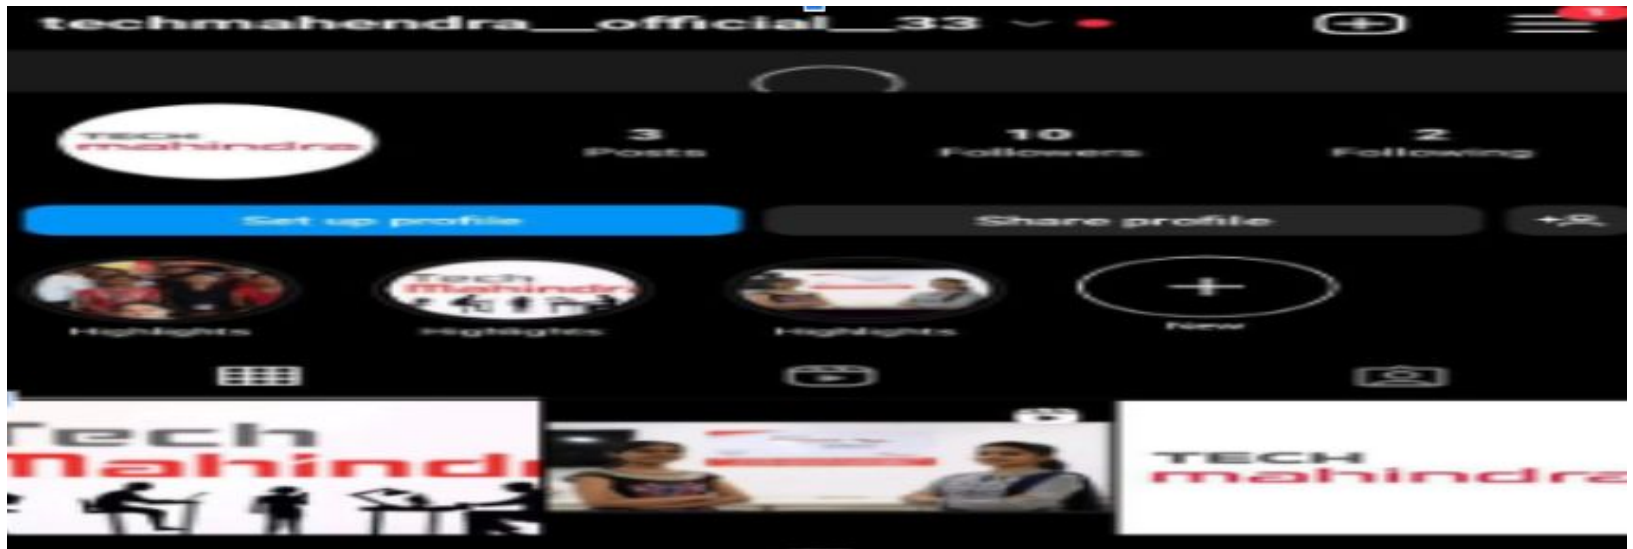 techmahendra__official__33
TECH
mahindra
3
Posts
10
Followers
2
Following
Set up profile
Share profile
Tech
Mahindr
Highlights
Highlights
Highlights
New
Tech
Mahind
TECH
mahindra